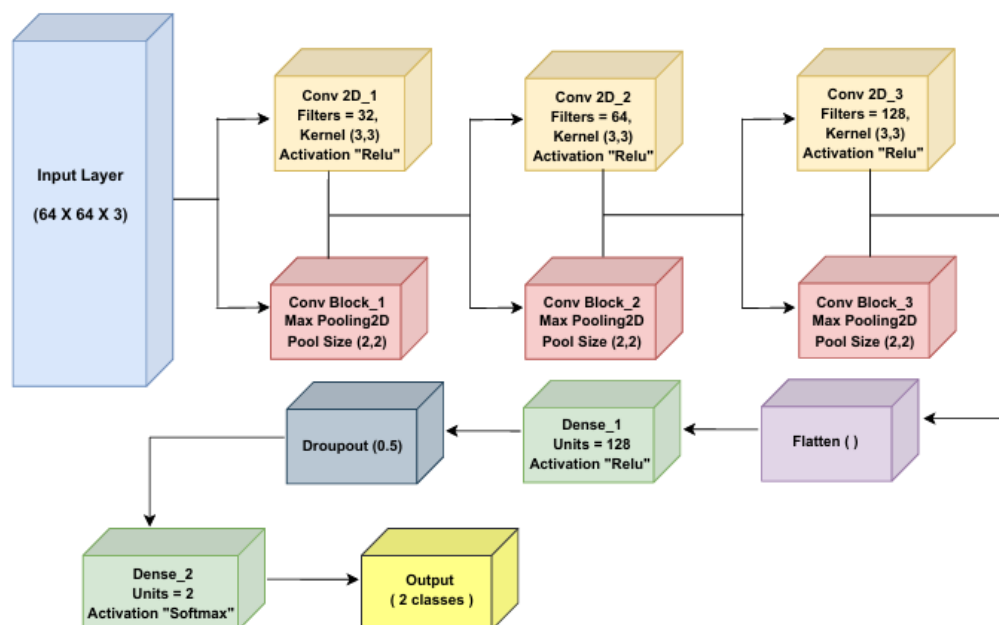 Input Layer
(64 X 64 X 3)
Conv 2D_1
Filters = 32,
Kernel (3,3)
Activation "Relu"
Conv 2D_2
Filters = 64,
Kernel (3,3)
Activation "Relu"
Conv 2D_3
Filters = 128,
Kernel (3,3)
Activation "Relu"
Conv Block_1
Max Pooling2D
Pool Size (2,2)
Conv Block_2
Max Pooling2D
Pool Size (2,2)
Conv Block_3
Max Pooling2D
Pool Size (2,2)
Droupout (0.5)
Dense_1
Units = 128
Activation "Relu"
Flatten ( )
Dense_2
Units = 2
Activation "Softmax"
Output
( 2 classes )